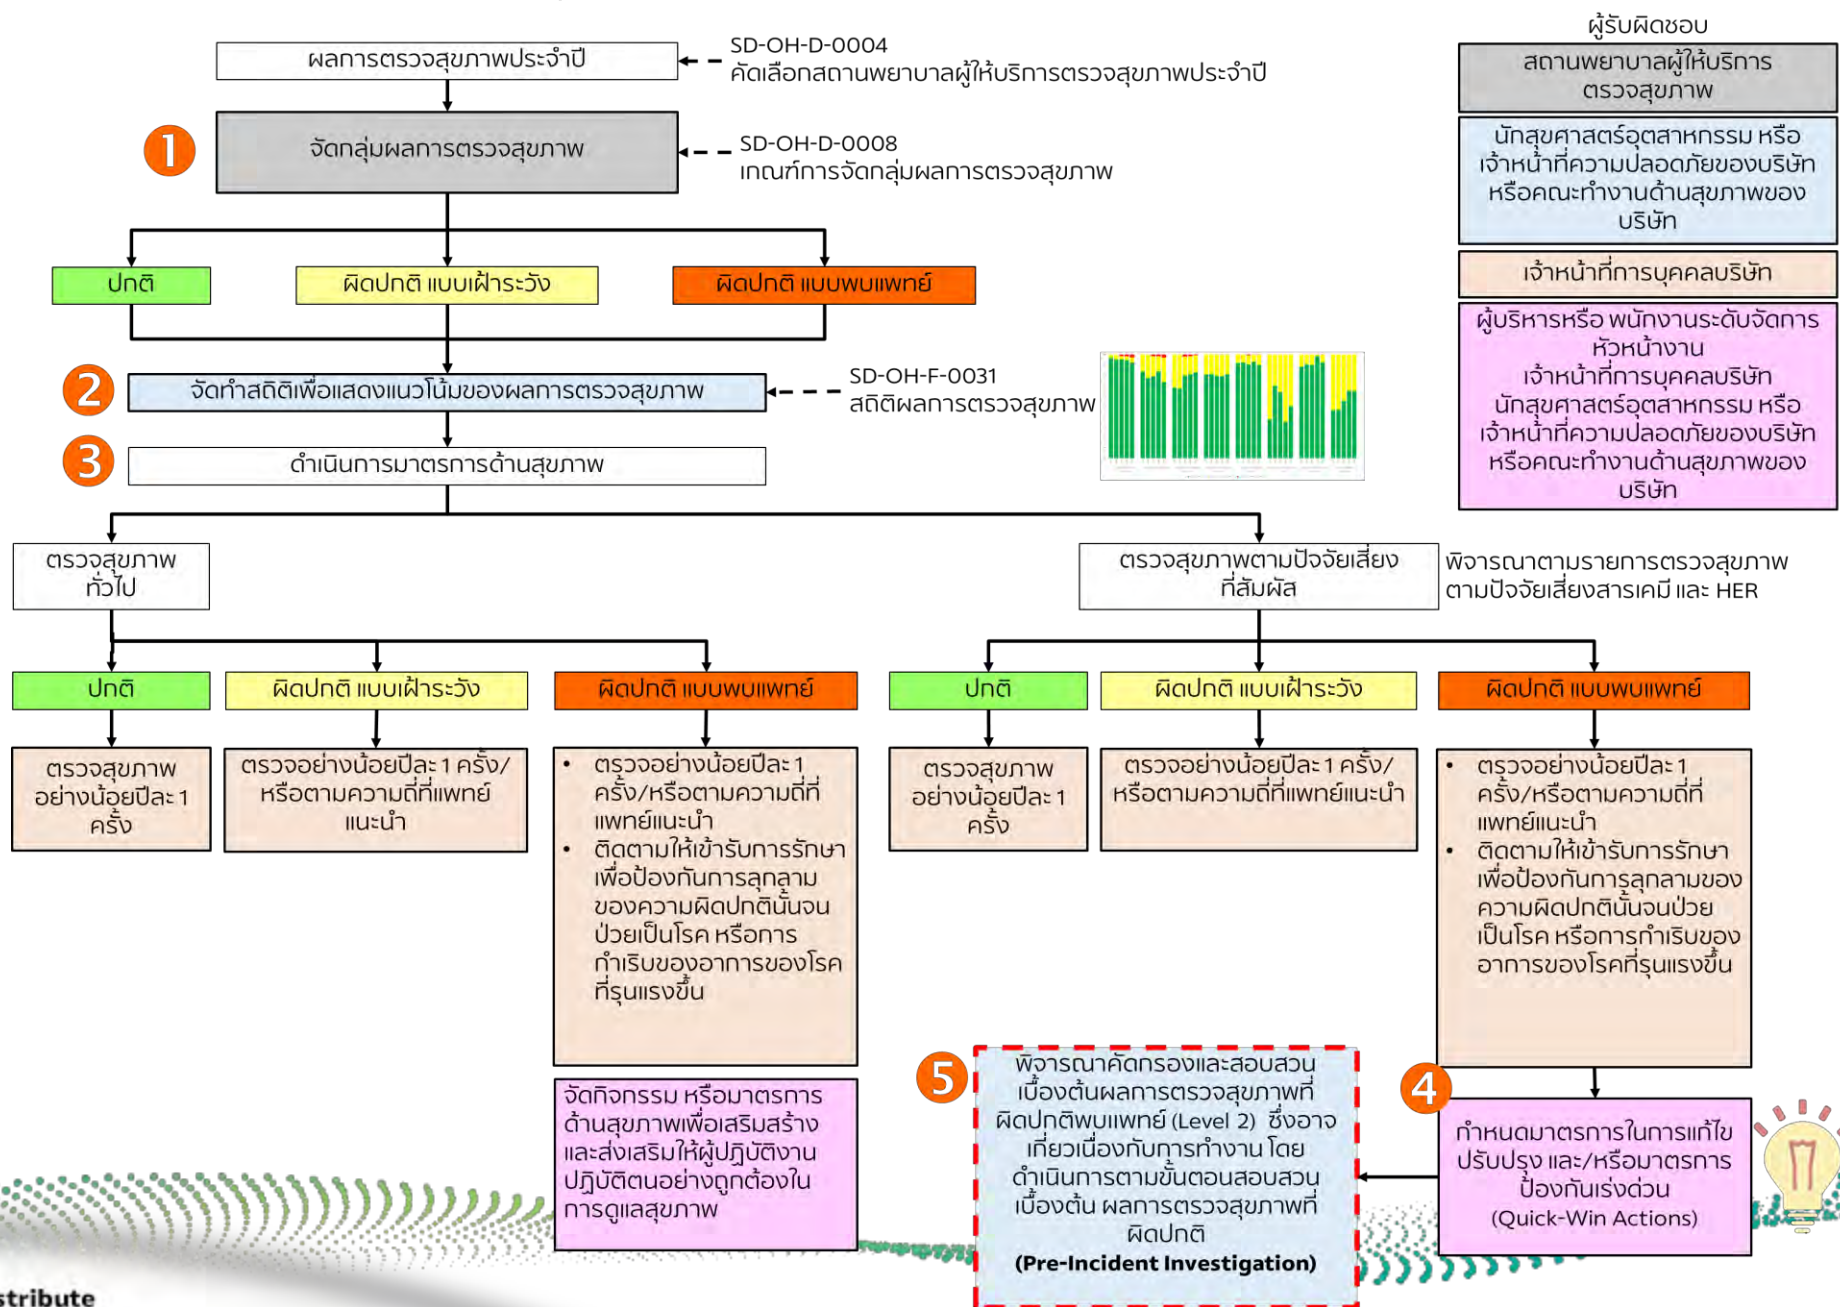 ผลการตรวจสุขภาพประจำปี
SD-OH-D-0004
คัดเลือกสถานพยาบาลผู้ให้บริการตรวจสุขภาพประจำปี
1
จัดกลุ่มผลการตรวจสุขภาพ
SD-OH-D-0008
เกณฑ์การจัดกลุ่มผลการตรวจสุขภาพ
ปกติ
ผิดปกติ แบบเฝ้าระวัง
ผิดปกติ แบบพบแพทย์
2
จัดทำสถิติเพื่อแสดงแนวโน้มของผลการตรวจสุขภาพ
SD-OH-F-0031
สถิติผลการตรวจสุขภาพ
3
ดำเนินการมาตรการด้านสุขภาพ
ผู้รับผิดชอบ
สถานพยาบาลผู้ให้บริการ
ตรวจสุขภาพ
นักสุขศาสตร์อุตสาหกรรม หรือ
เจ้าหน้าที่ความปลอดภัยของบริษัท
หรือคณะทำงานด้านสุขภาพของ
บริษัท
เจ้าหน้าที่การบุคคลบริษัท
ผู้บริหารหรือ พนักงานระดับจัดการ
หัวหน้างาน
เจ้าหน้าที่การบุคคลบริษัท
นักสุขศาสตร์อุตสาหกรรม หรือ
เจ้าหน้าที่ความปลอดภัยของบริษัท
หรือคณะทำงานด้านสุขภาพของ
บริษัท
ตรวจสุขภาพ
ทั่วไป
ตรวจสุขภาพตามปัจจัยเสี่ยง
ที่สัมผัส
พิจารณาตามรายการตรวจสุขภาพ
ตามปัจจัยเสี่ยงสารเคมี และ HER
ปกติ
ผิดปกติ แบบเฝ้าระวัง
ผิดปกติ แบบพบแพทย์
ปกติ
ผิดปกติ แบบเฝ้าระวัง
ผิดปกติ แบบพบแพทย์
ตรวจสุขภาพ
อย่างน้อยปีละ 1
ครั้ง
ตรวจอย่างน้อยปีละ 1 ครั้ง/
หรือตามความถี่ที่แพทย์
แนะนำ
• ตรวจอย่างน้อยปีละ 1
ครั้ง/หรือตามความถี่ที่
แพทย์แนะนำ
• ติดตามให้เข้ารับการรักษา
เพื่อป้องกันการลุกลาม
ของความผิดปกตินั้นจน
ป่วยเป็นโรค หรือการ
กำเริบของอาการของโรค
ที่รุนแรงขึ้น
จัดกิจกรรม หรือมาตรการ
ด้านสุขภาพเพื่อเสริมสร้าง
และส่งเสริมให้ผู้ปฏิบัติงาน
ปฏิบัติตนอย่างถูกต้องใน
การดูแลสุขภาพ
ตรวจสุขภาพ
อย่างน้อยปีละ 1
ครั้ง
ตรวจอย่างน้อยปีละ 1 ครั้ง/
หรือตามความถี่ที่แพทย์แนะนำ
• ตรวจอย่างน้อยปีละ 1
ครั้ง/หรือตามความถี่ที่
แพทย์แนะนำ
• ติดตามให้เข้ารับการรักษา
เพื่อป้องกันการลุกลามของ
ความผิดปกตินั้นจนป่วย
เป็นโรค หรือการกำเริบของ
อาการของโรคที่รุนแรงขึ้น
4
กำหนดมาตรการในการแก้ไข
ปรับปรุง และ/หรือมาตรการ
ป้องกันเร่งด่วน
(Quick-Win Actions)
5
พิจารณาคัดกรองและสอบสวน
เบื้องต้นผลการตรวจสุขภาพที่
ผิดปกติพบแพทย์ (Level 2) ซึ่งอาจ
เกี่ยวเนื่องกับการทำงาน โดย
ดำเนินการตามขั้นตอนสอบสวน
เบื้องต้น ผลการตรวจสุขภาพที่
ผิดปกติ
(Pre-Incident Investigation)
stribute